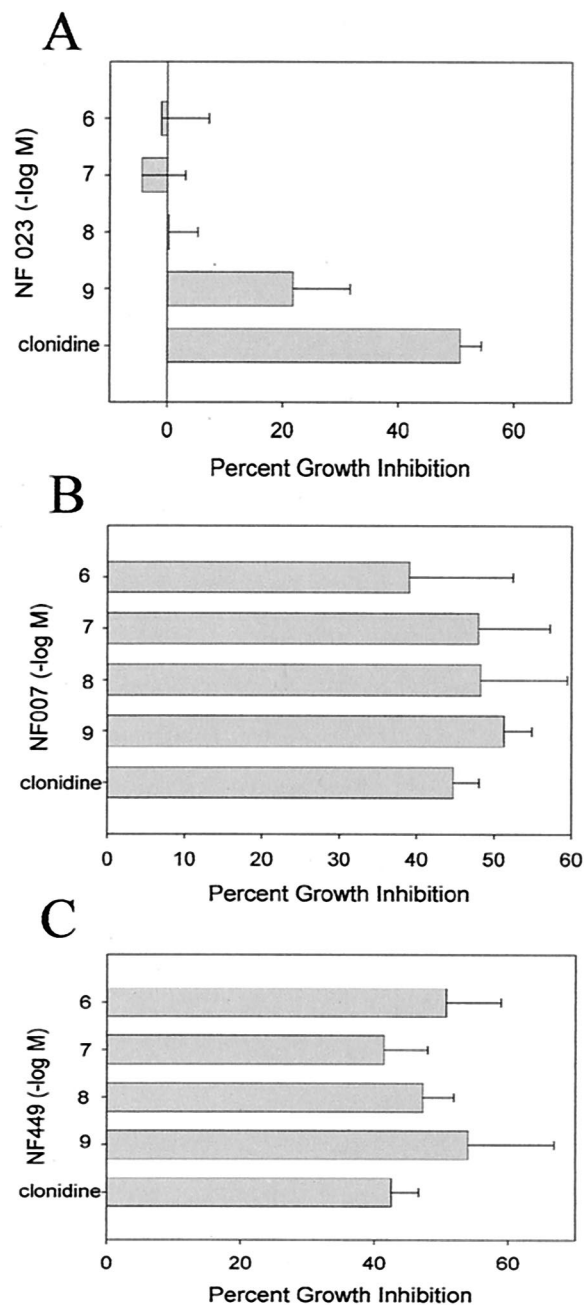 A
NF 023 (-log M)
6
7
8
9
clonidine
0 20 40 60
Percent Growth Inhibition
B
NF007 (-log M)
6
7
8
9
clonidine
0 10 20 30 40 50 60
Percent Growth Inhibition
C
NF449 (-log M)
6
7
8
9
clonidine
0 20 40 60
Percent Growth Inhibition